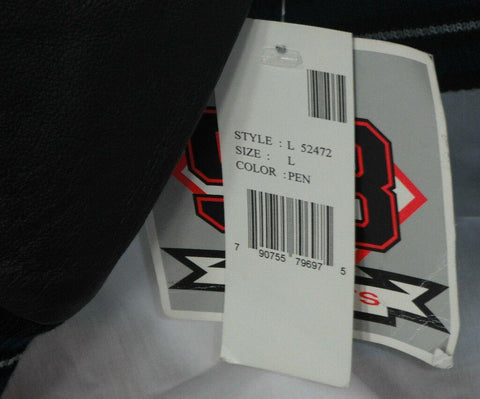 STYLE : L 52472
SIZE : L
COLOR : PEN
7 90755 79697 5